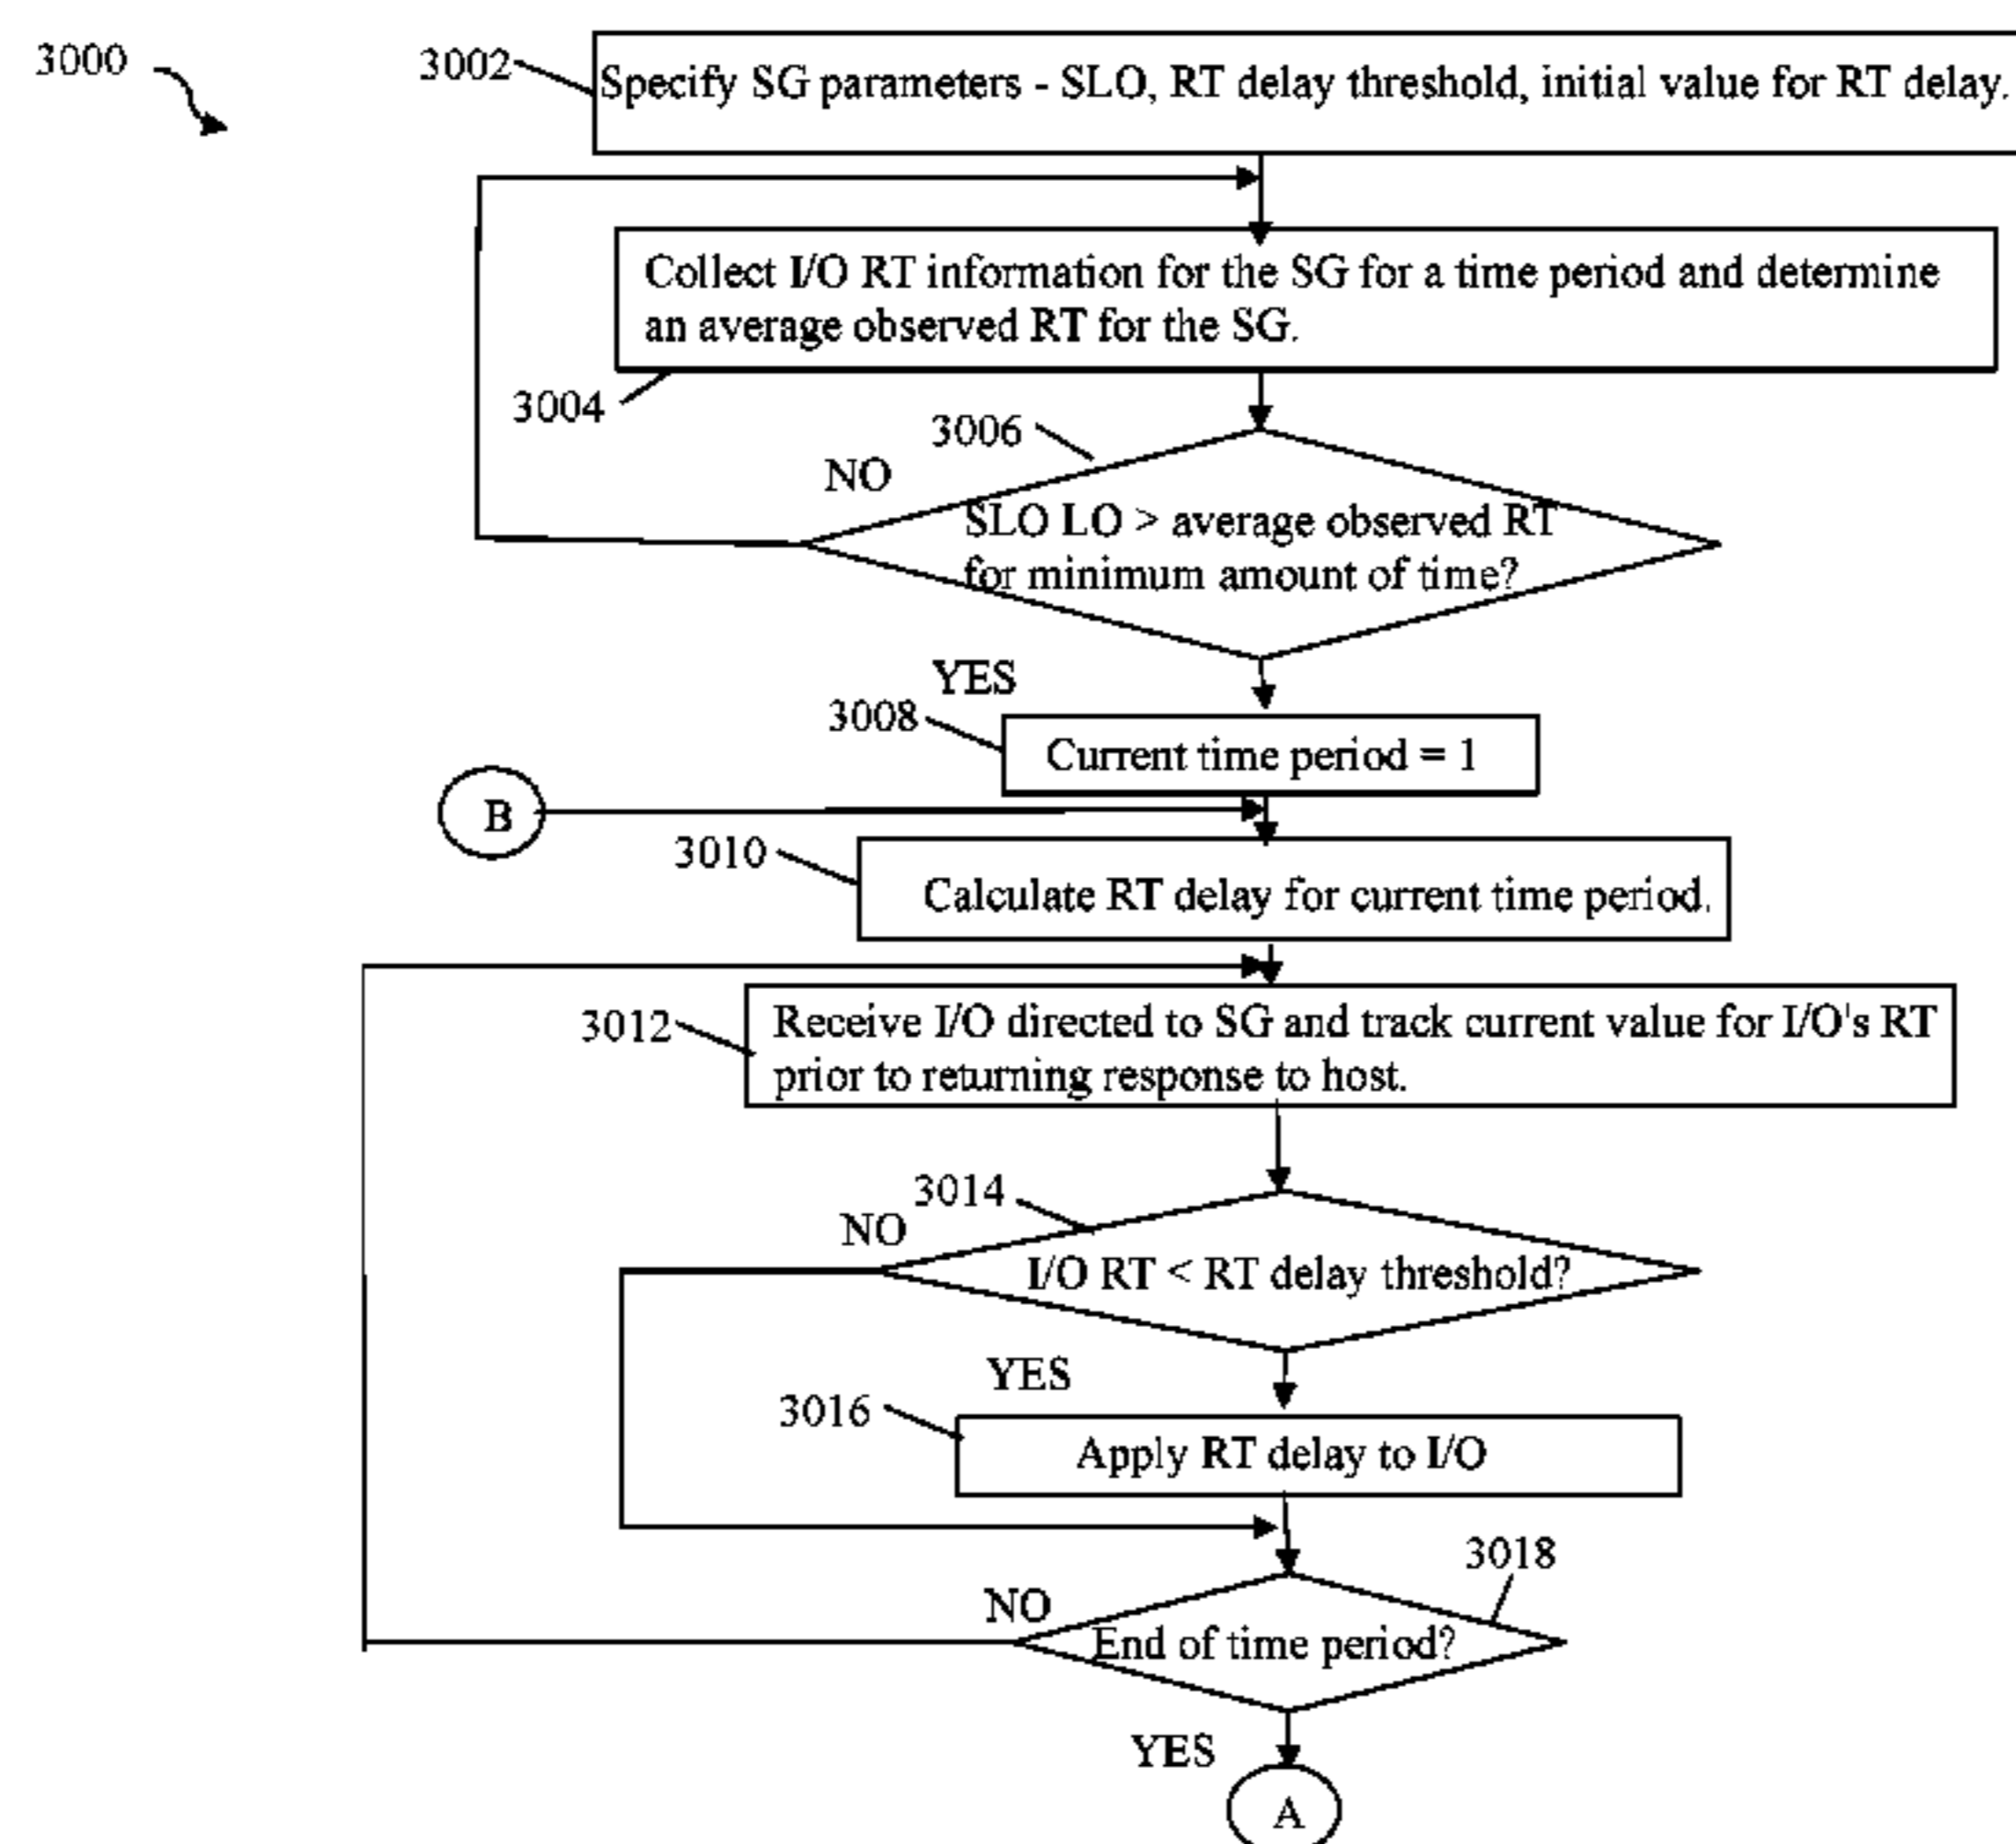 3000
3002
Specify SG parameters - SLO, RT delay threshold, initial value for RT delay.
Collect I/O RT information for the SG for a time period and determine
an average observed RT for the SG.
3004
3006
NO
SLO LO > average observed RT
for minimum amount of time?
YES
3008
Current time period = 1
B
3010
Calculate RT delay for current time period.
3012
Receive I/O directed to SG and track current value for I/O's RT
prior to returning response to host.
3014
NO
I/O RT < RT delay threshold?
YES
3016
Apply RT delay to I/O
3018
NO
End of time period?
YES
A